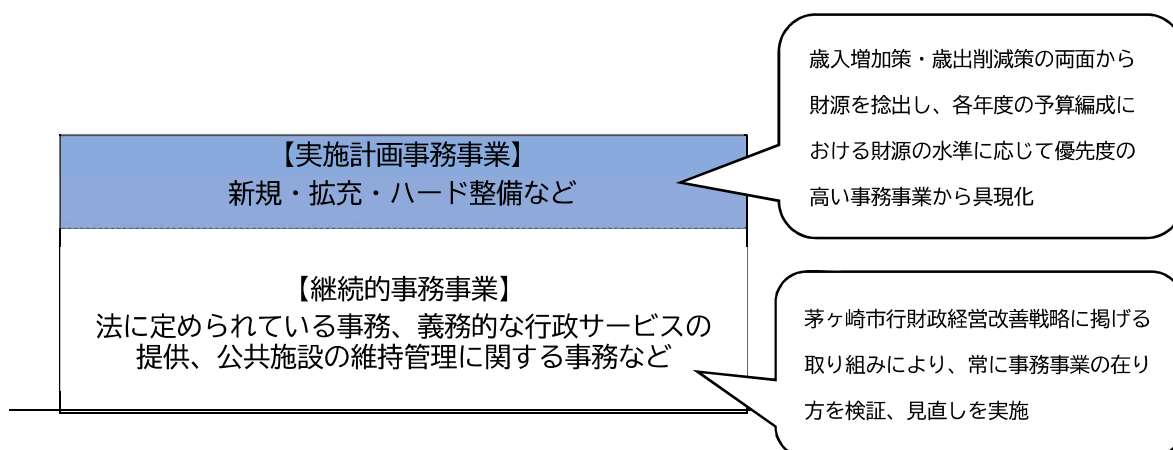 歳入増加策・歳出削減策の両面から
財源を捻出し、各年度の予算編成に
おける財源の水準に応じて優先度の
高い事務事業から具現化
【実施計画事務事業】
新規・拡充・ハード整備など
【継続的事務事業】
法に定められている事務、義務的な行政サービスの
提供、公共施設の維持管理に関する事務など
茅ヶ崎市行財政経営改善戦略に掲げる
取り組みにより、常に事務事業の在り
方を検証、見直しを実施